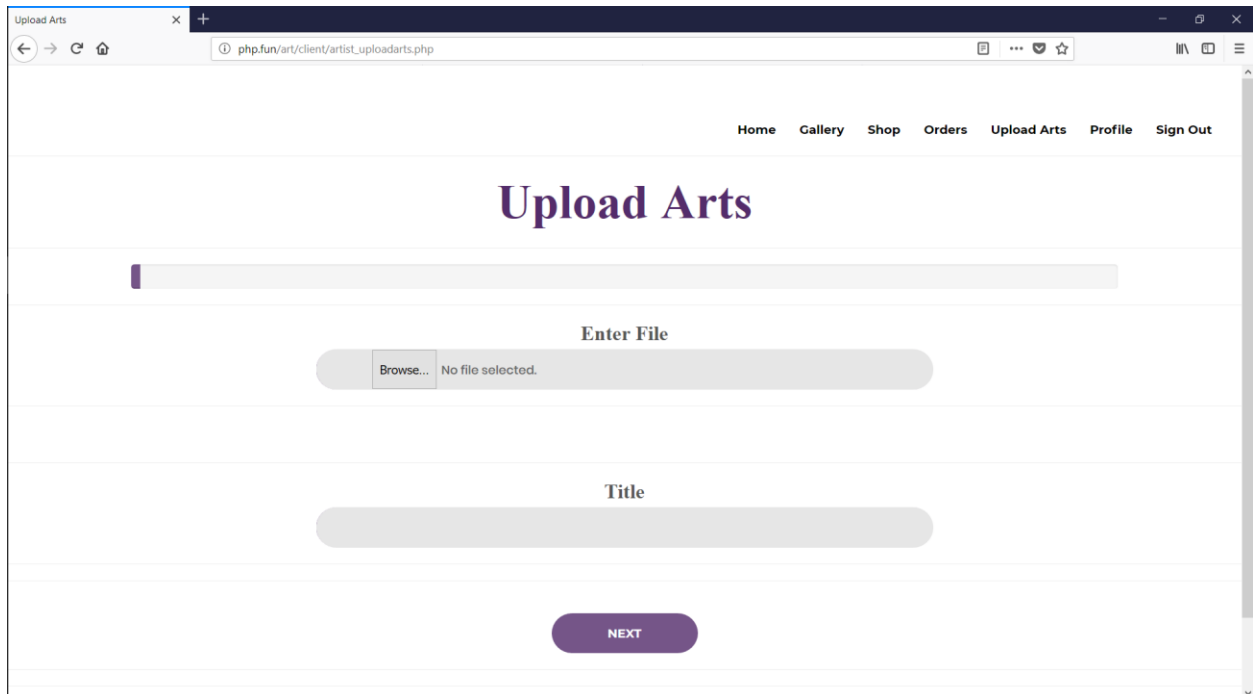 Upload Arts
php.fun/art/client/artist_uploadarts.php
Home Gallery Shop Orders Upload Arts Profile Sign Out
Upload Arts
Enter File
Browse... No file selected.
Title
NEXT